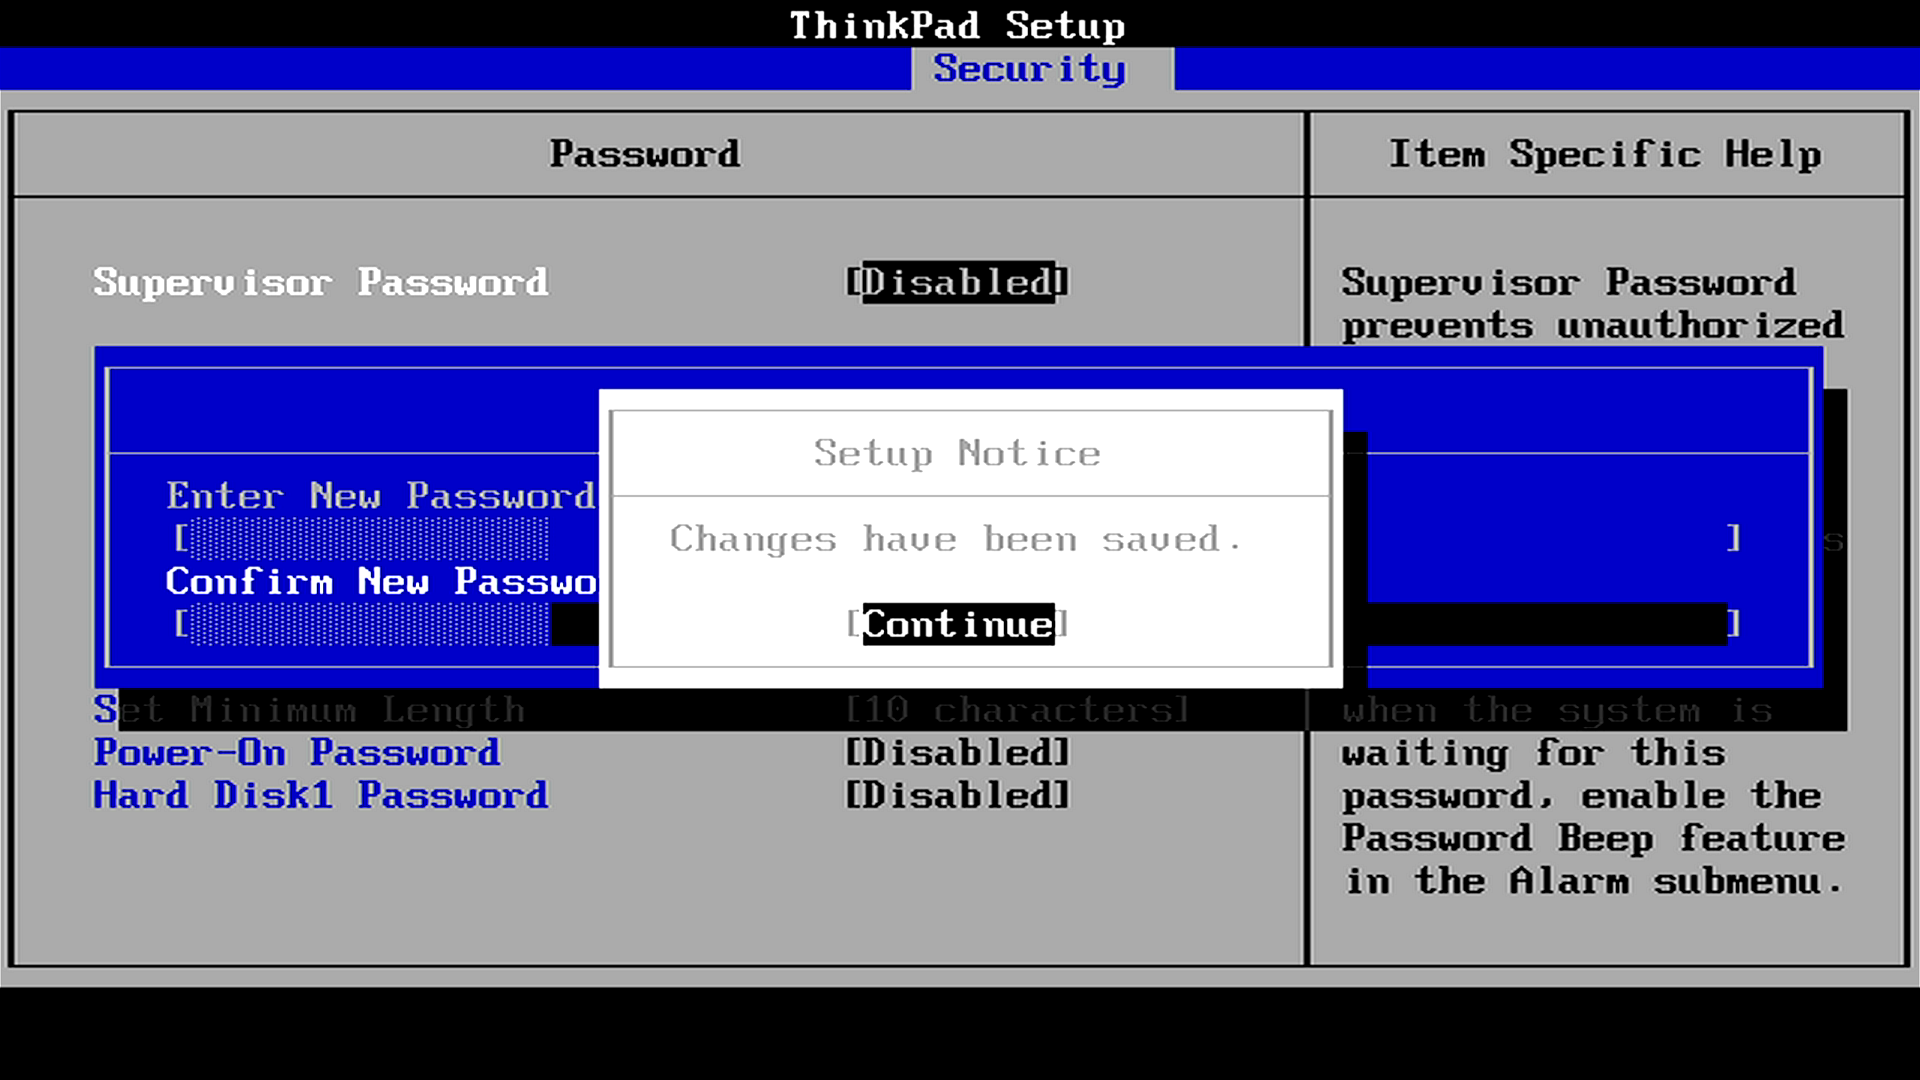 ThinkPad Setup
Security
Password
Item Specific Help
Supervisor Password [Disabled]
Supervisor Password
prevents unauthorized
Setup Notice
Enter New Password
[ ]
s
Changes have been saved.
Confirm New Passwo
[ ]
[Continue]
Set Minimum Length [10 characters]
when the system is
Power-On Password [Disabled]
waiting for this
Hard Disk1 Password [Disabled]
password, enable the
Password Beep feature
in the Alarm submenu.